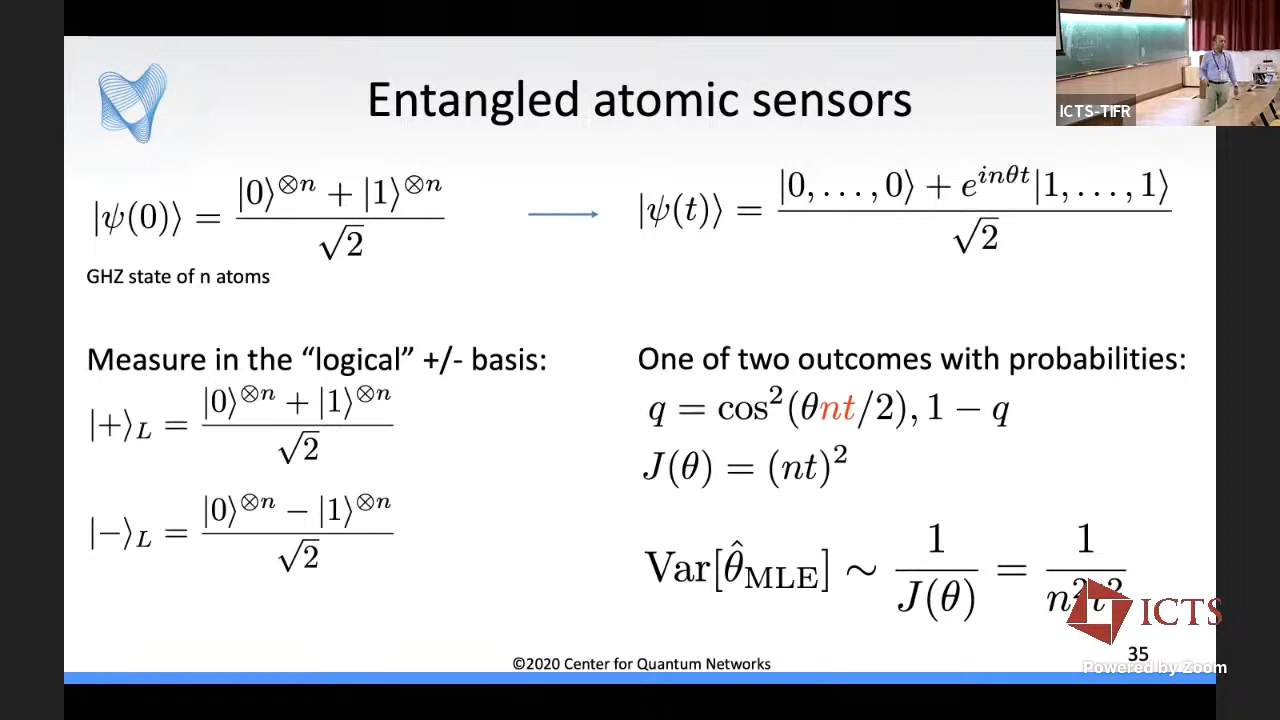 Entangled atomic sensors
ICTS-TIFR
|ψ(0)⟩ = (|0⟩^{⊗n} + |1⟩^{⊗n}) / √2
|ψ(t)⟩ = (|0, . . . , 0⟩ + e^{inθt}|1, . . . , 1⟩) / √2
GHZ state of n atoms
Measure in the “logical” +/- basis:
|+⟩_L = (|0⟩^{⊗n} + |1⟩^{⊗n}) / √2
|−⟩_L = (|0⟩^{⊗n} − |1⟩^{⊗n}) / √2
One of two outcomes with probabilities:
q = cos²(θnt/2), 1 − q
J(θ) = (nt)²
Var[θ̂_MLE] ∼ 1 / J(θ) = 1 / n²t²
ICTS
35
Powered by Zoom
©2020 Center for Quantum Networks